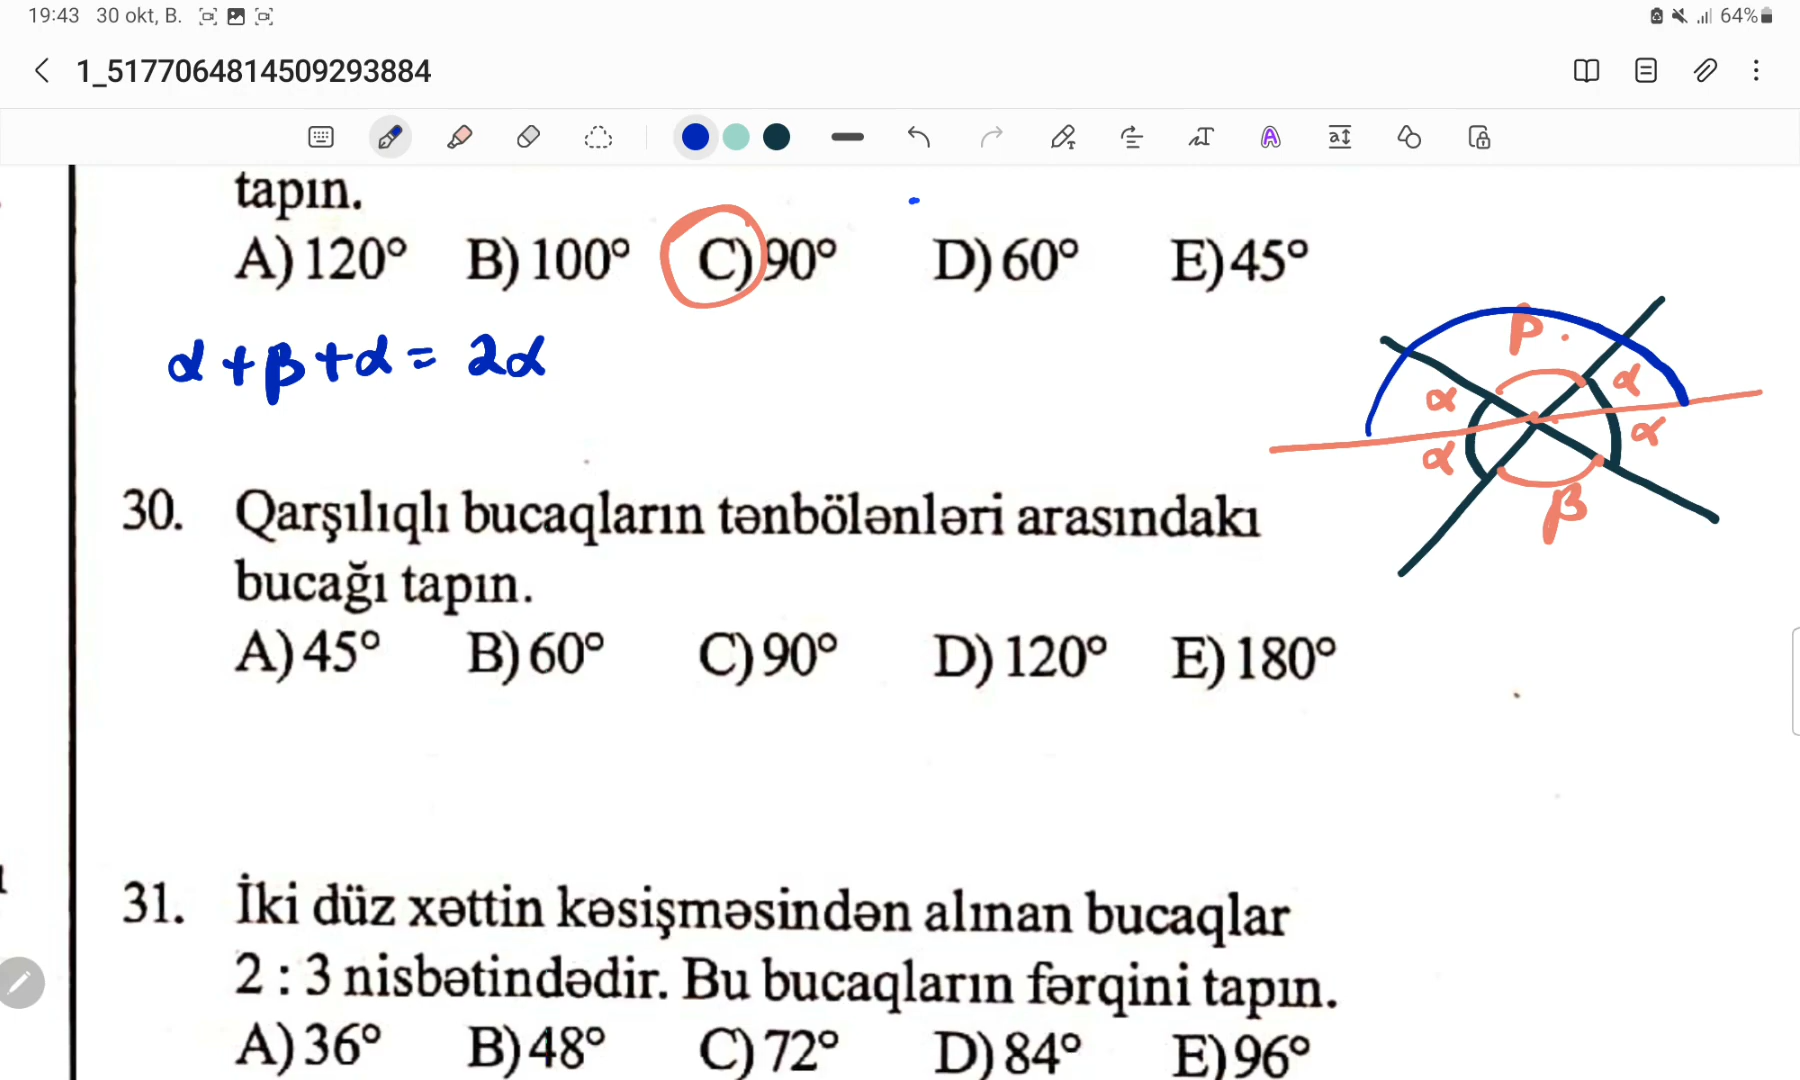 19:43 30 okt, B. 64%
1_5177064814509293884
tapın.
A) 120° B) 100° C) 90° D) 60° E) 45°
α + β + α = 2α
β
α α
α α
β
30. Qarşılıqlı bucaqların tənbölənləri arasındakı
bucağı tapın.
A) 45° B) 60° C) 90° D) 120° E) 180°
31. İki düz xəttin kəsişməsindən alınan bucaqlar
2 : 3 nisbətindədir. Bu bucaqların fərqini tapın.
A) 36° B) 48° C) 72° D) 84° E) 96°